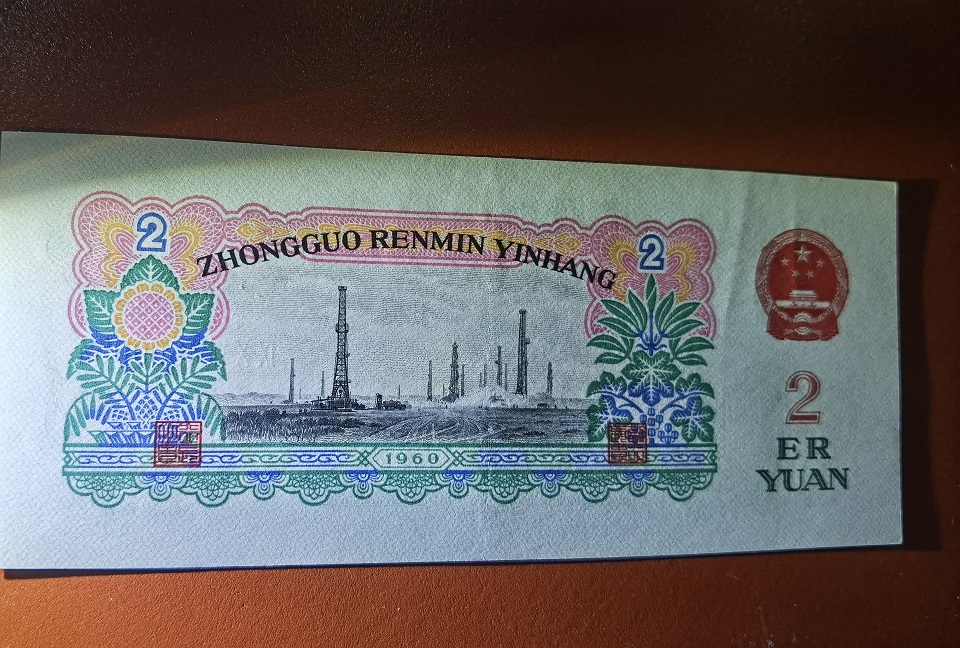 2
ZHONGGUO RENMIN YINHANG
2
1960
2
ER
YUAN